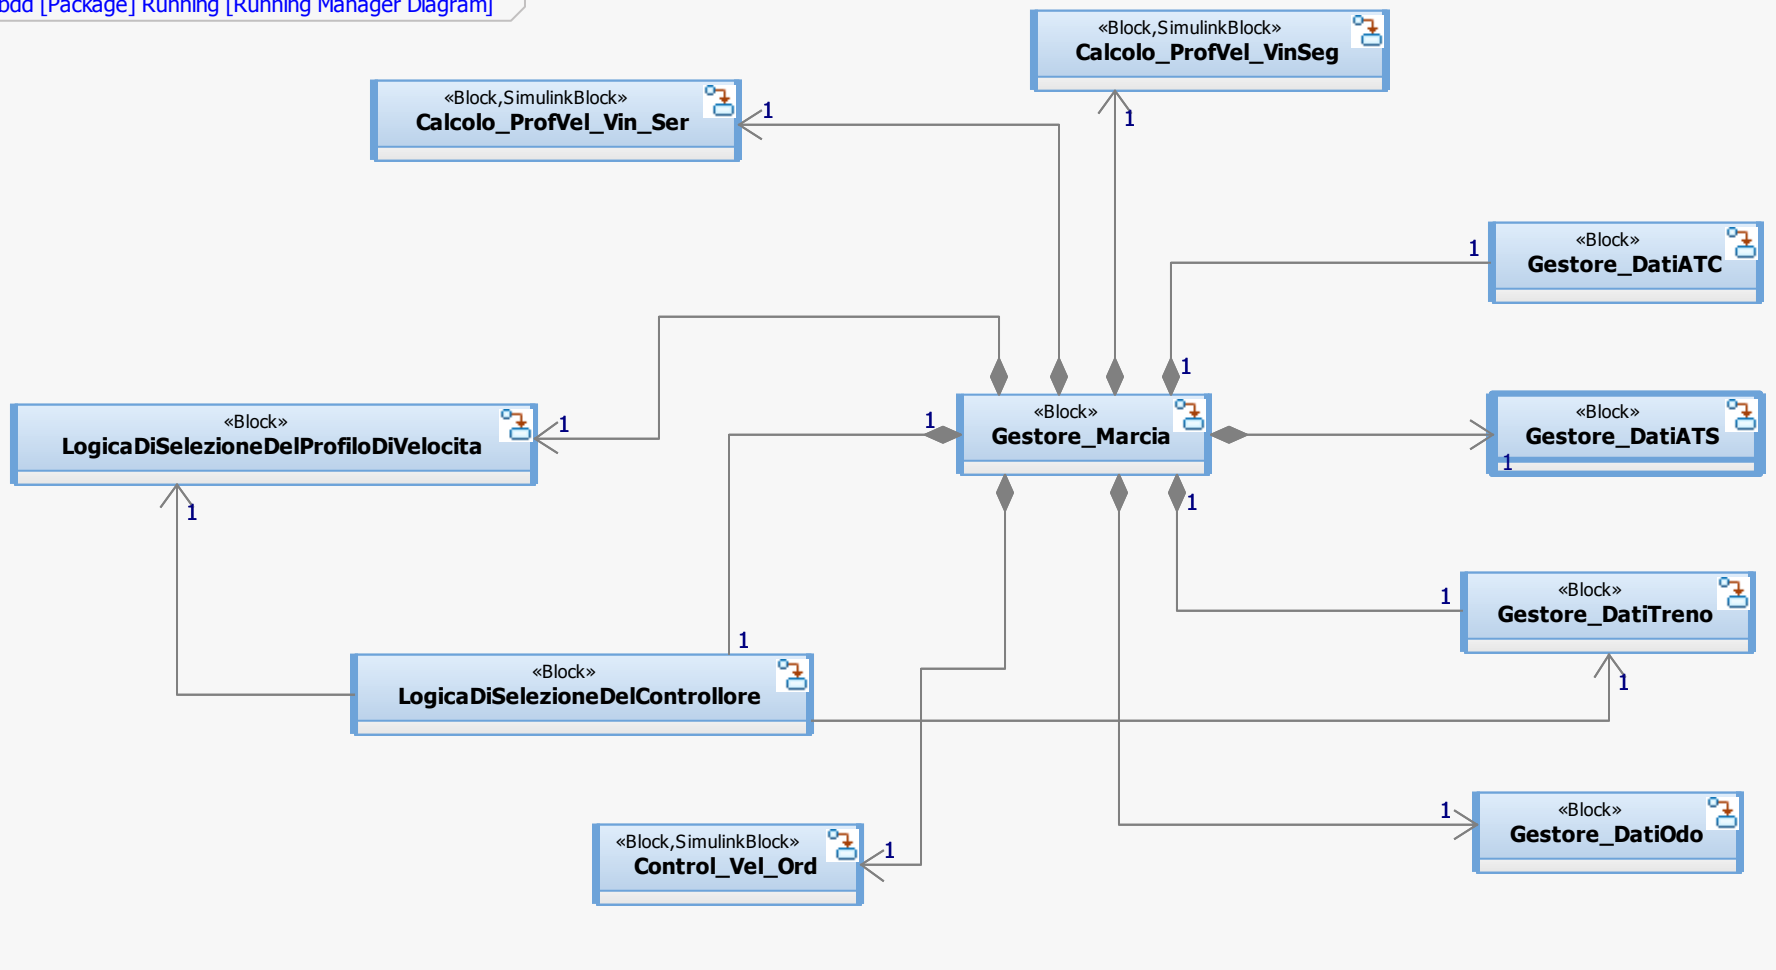 bdd [Package] Running [Running Manager Diagram]
«Block,SimulinkBlock»
Calcolo_ProfVel_VinSeg
1
«Block,SimulinkBlock»
Calcolo_ProfVel_Vin_Ser
1
«Block»
Gestore_DatiATC
1
1
«Block»
LogicaDiSelezioneDelProfiloDiVelocita
1
1
1
«Block»
Gestore_Marcia
1
«Block»
Gestore_DatiATS
1
«Block»
Gestore_DatiTreno
1
1
1
«Block»
LogicaDiSelezioneDelControllore
«Block,SimulinkBlock»
Control_Vel_Ord
1
1
«Block»
Gestore_DatiOdo